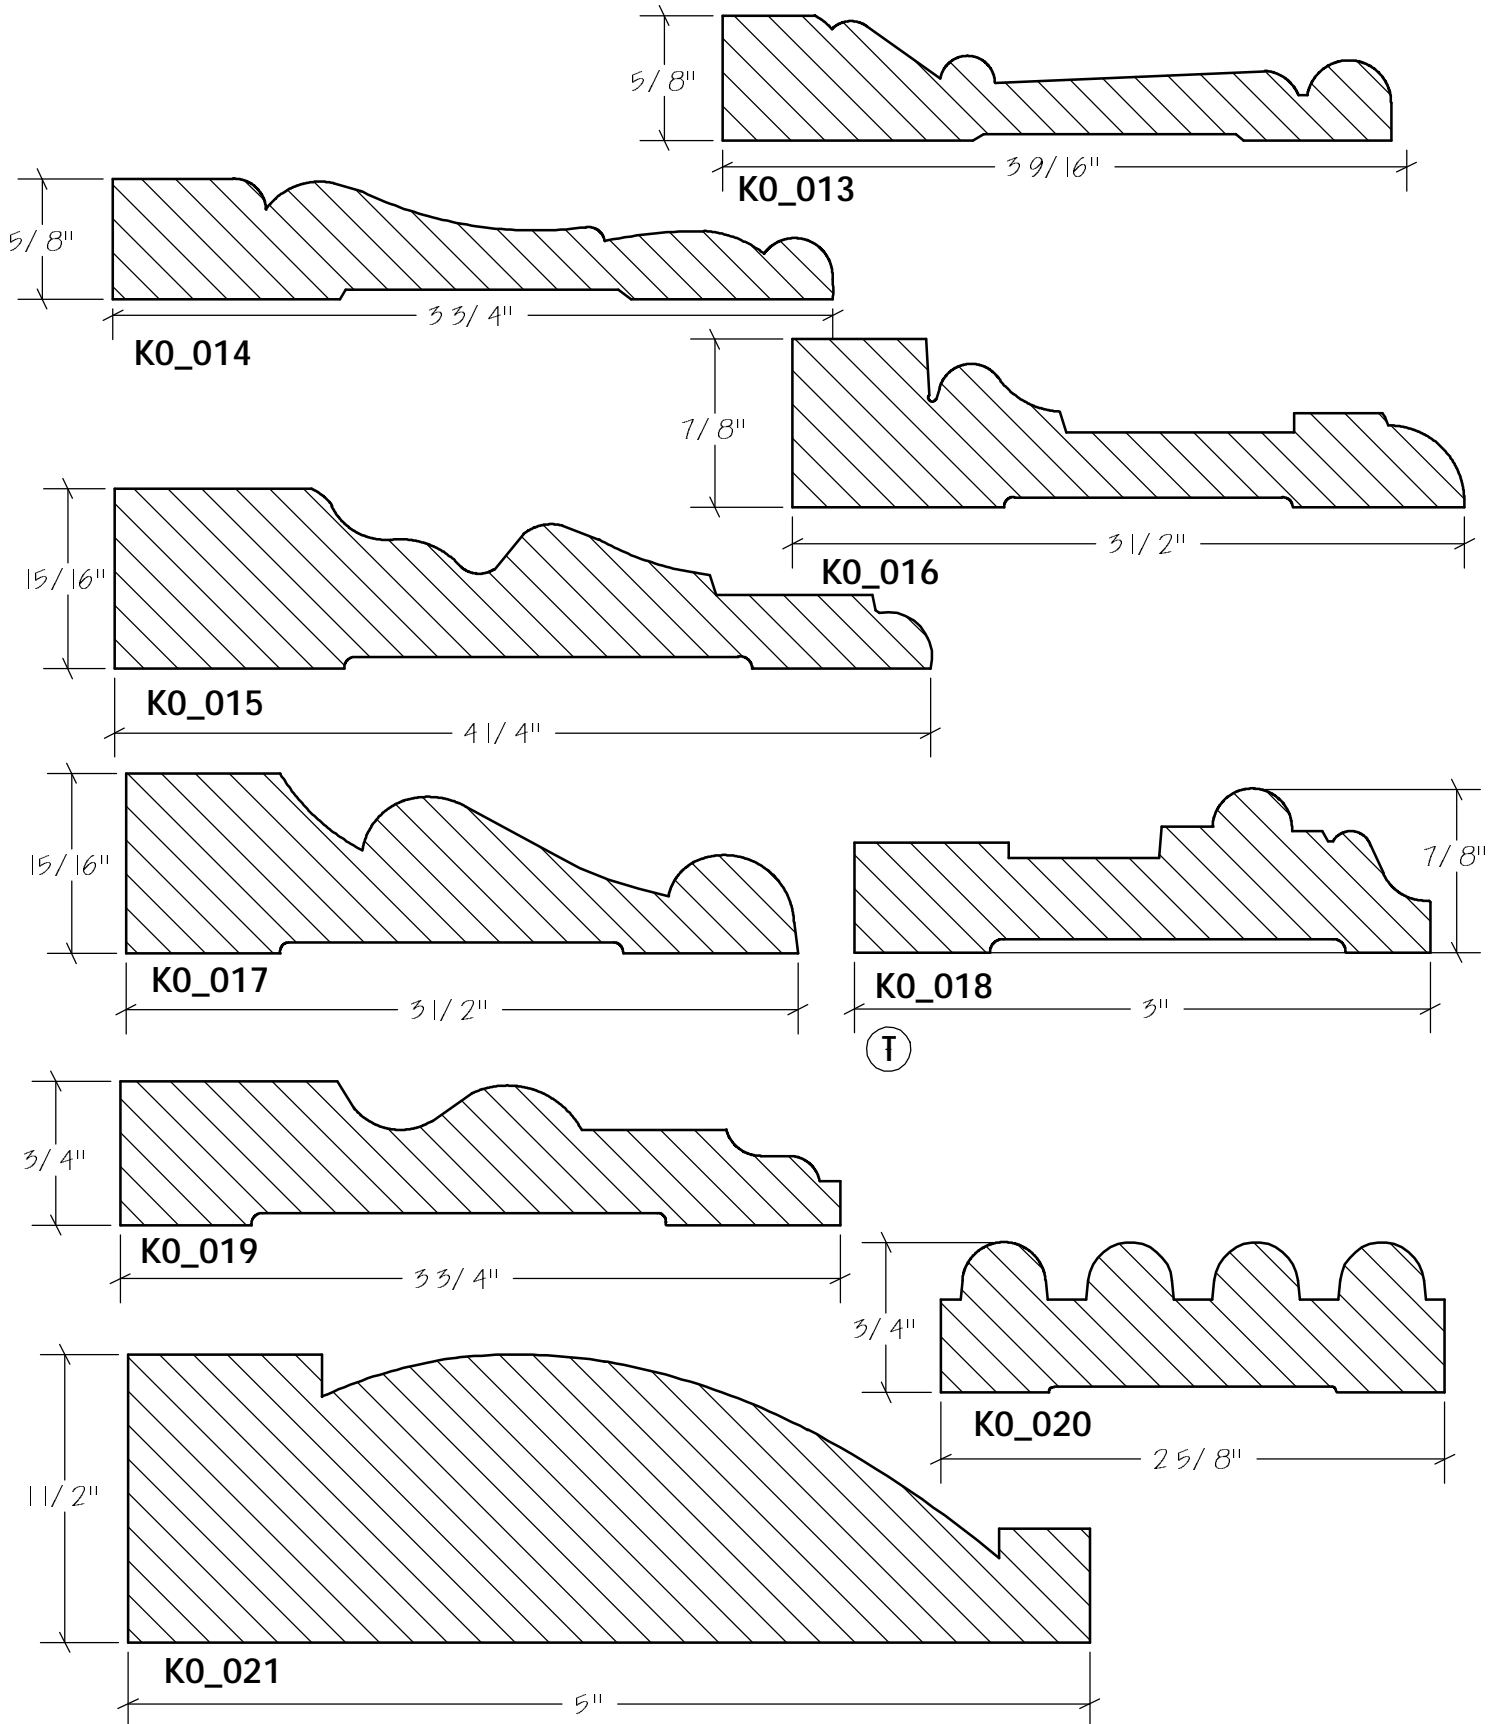 5/8"
3 9/16"
K0_013
5/8"
3 3/4"
K0_014
7/8"
3 1/2"
K0_016
15/16"
K0_015
4 1/4"
15/16"
K0_017
3 1/2"
7/8"
K0_018
3"
T
3/4"
K0_019
3 3/4"
3/4"
K0_020
2 5/8"
1 1/2"
K0_021
5"